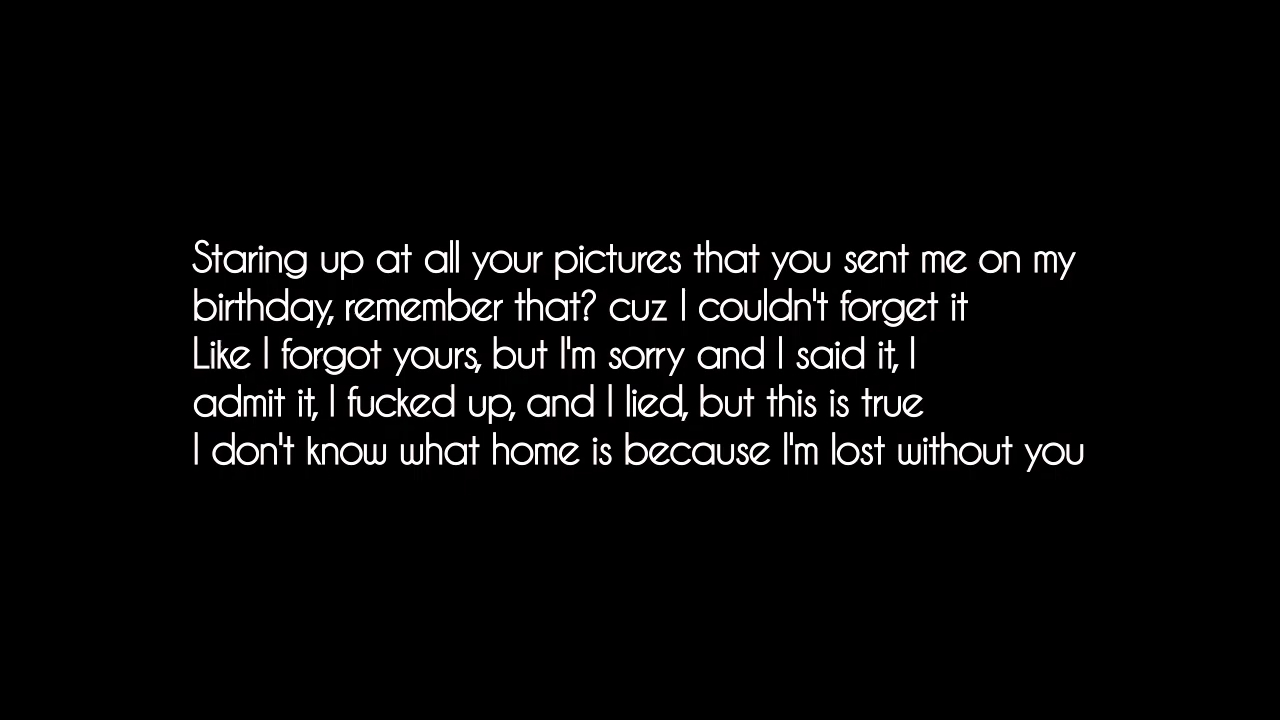 Staring up at all your pictures that you sent me on my
birthday, remember that? cuz I couldn't forget it
Like I forgot yours, but I'm sorry and I said it, I
admit it, I fucked up, and I lied, but this is true
I don't know what home is because I'm lost without you